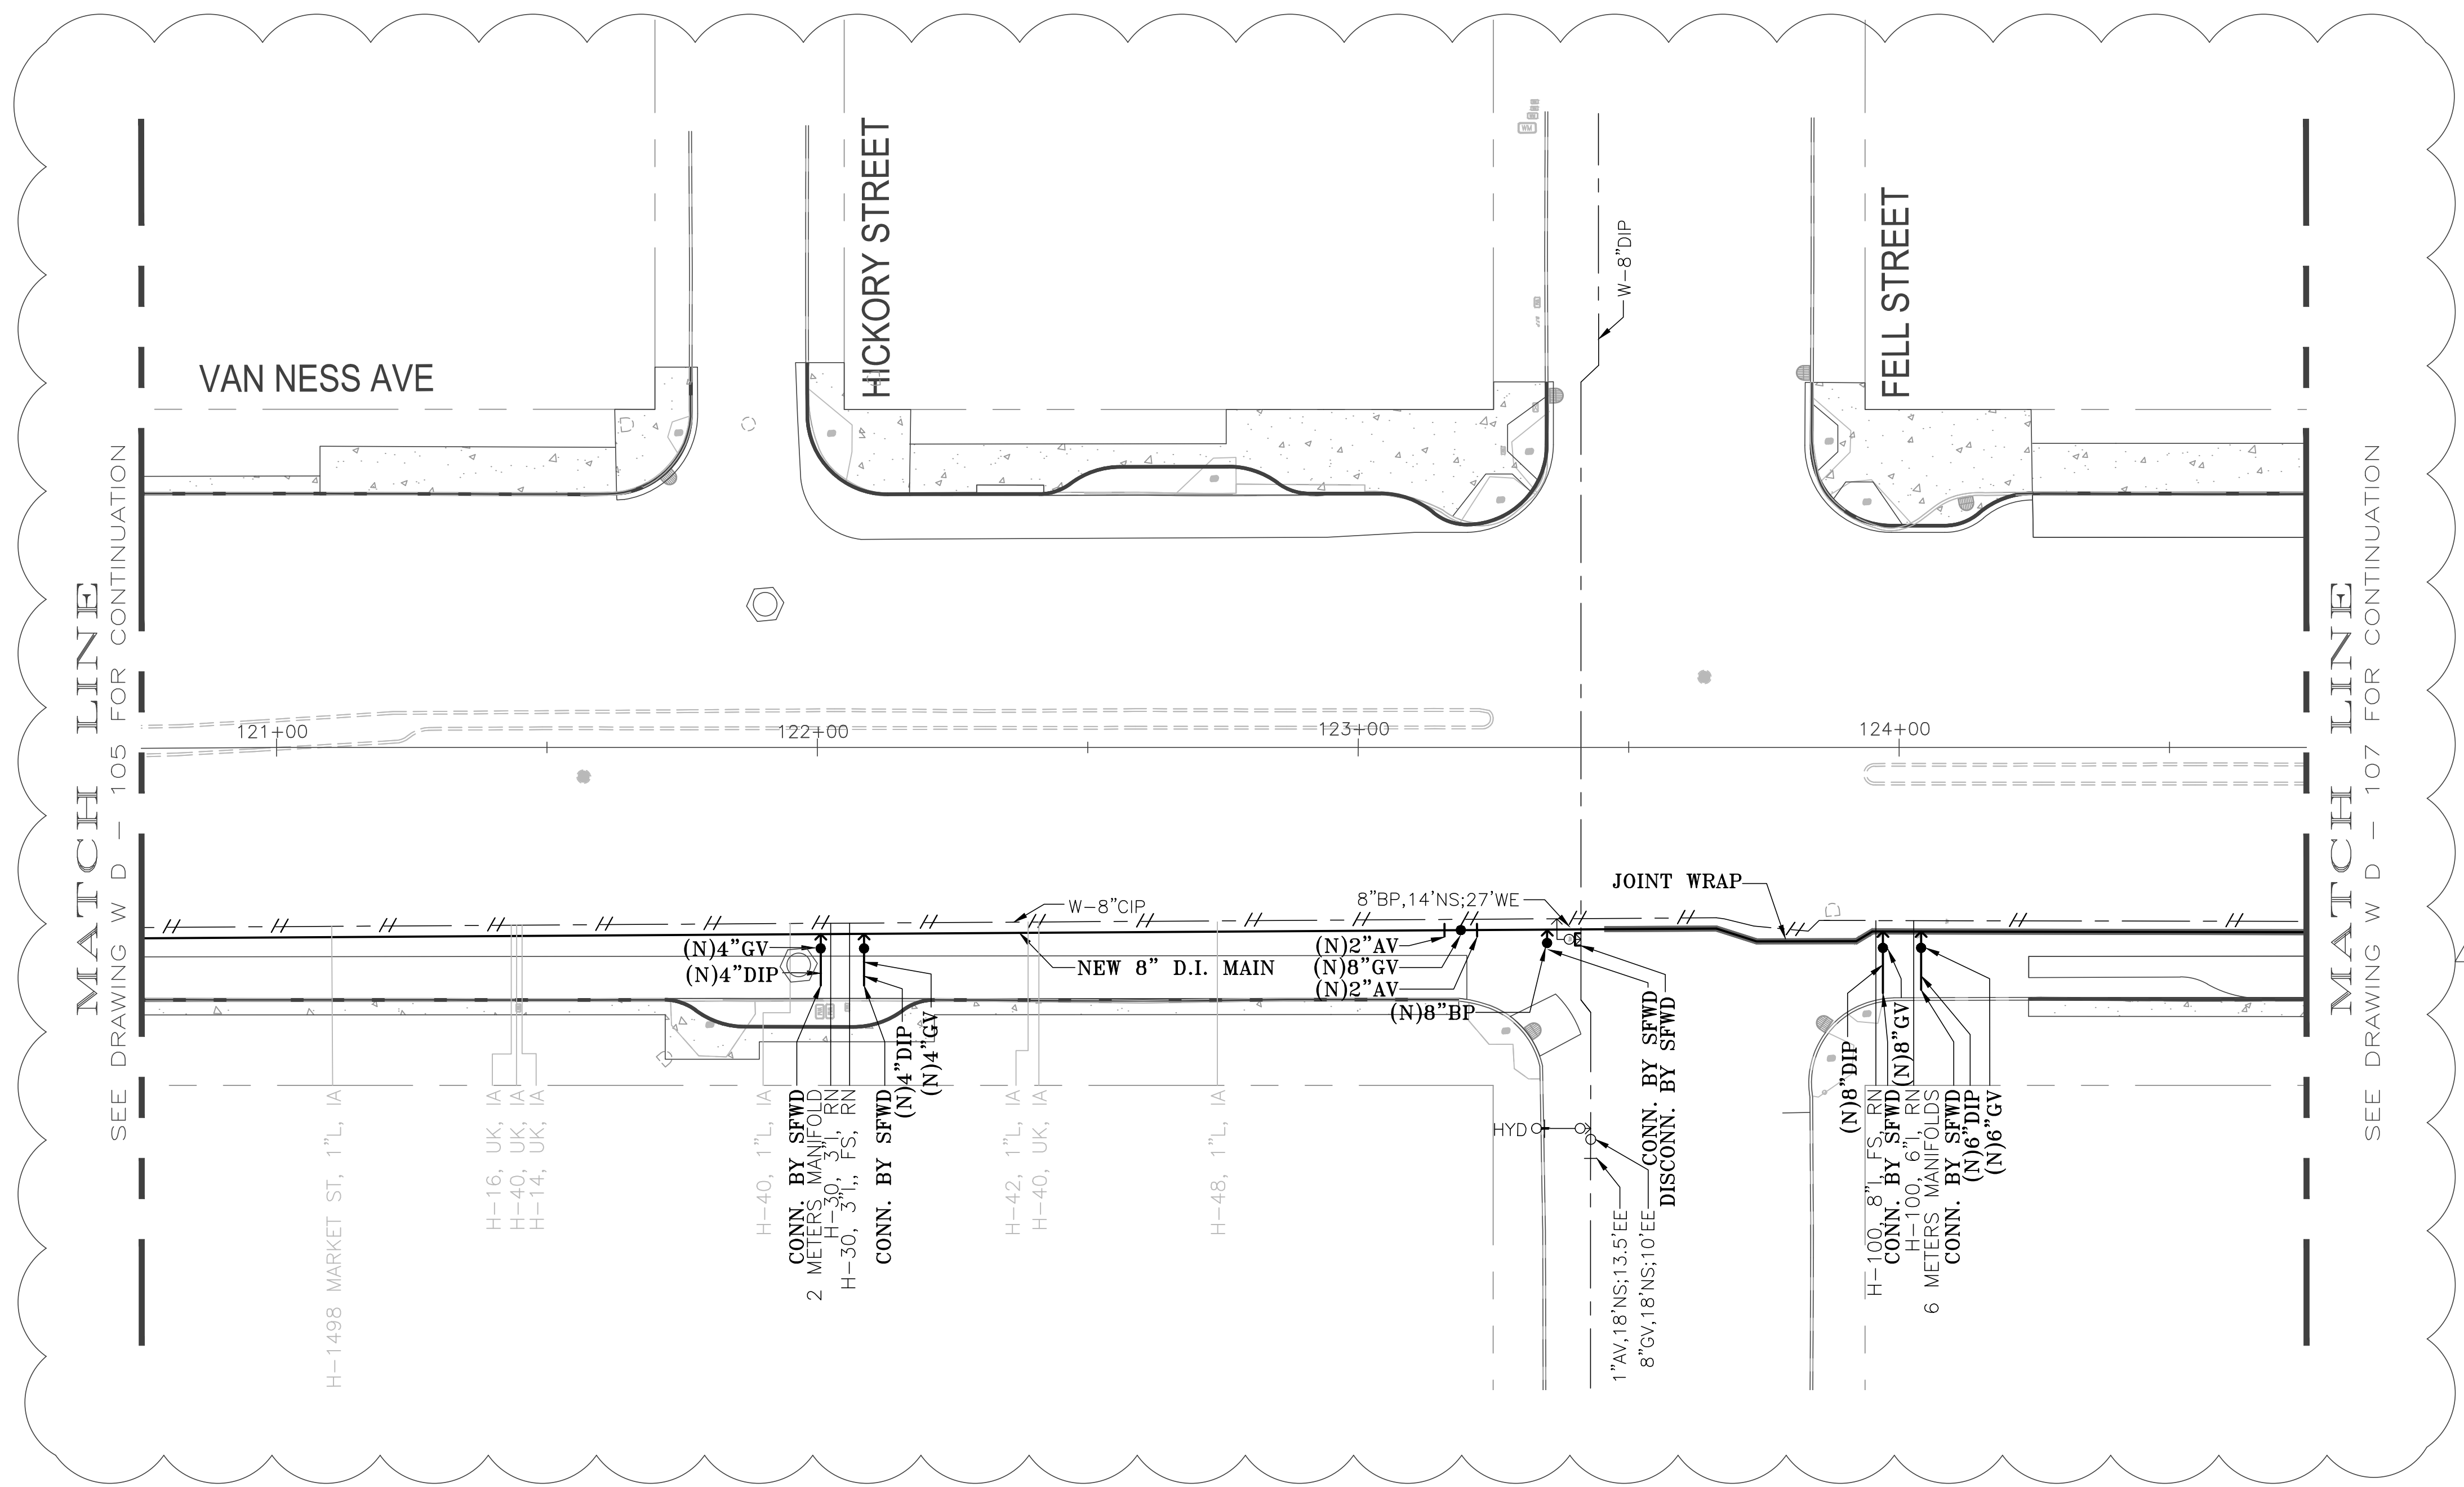 HICKORY STREET
FELL STREET
W-8"DIP
WM
VAN NESS AVE
MATCH LINE
SEE DRAWING W D - 105 FOR CONTINUATION
MATCH LINE
SEE DRAWING W D - 107 FOR CONTINUATION
121+00
122+00
123+00
124+00
JOINT WRAP
8"BP,14'NS;27'WE
W-8"CIP
(N)4"GV
(N)4"DIP
NEW 8" D.I. MAIN
(N)2"AV
(N)8"GV
(N)2"AV
(N)8"BP
HYD
H-1498 MARKET ST, 1"L, IA
H-16, UK, IA
H-40, UK, IA
H-14, UK, IA
H-40, 1"L, IA
CONN. BY SFWD
2 METERS MANIFOLD
H-30, 3"I, RN
H-30, 3"I,, FS, RN
CONN. BY SFWD
(N)4"DIP
(N)4"GV
H-42, 1"L, IA
H-40, UK, IA
H-48, 1"L, IA
1"AV,18'NS;13.5'EE
8"GV,18'NS;10'EE
CONN. BY SFWD
DISCONN. BY SFWD
(N)8"DIP
H-100, 8"I, FS, RN
CONN. BY SFWD
(N)8"GV
H-100, 6"I, RN
6 METERS MANIFOLDS
CONN. BY SFWD
(N)6"DIP
(N)6"GV